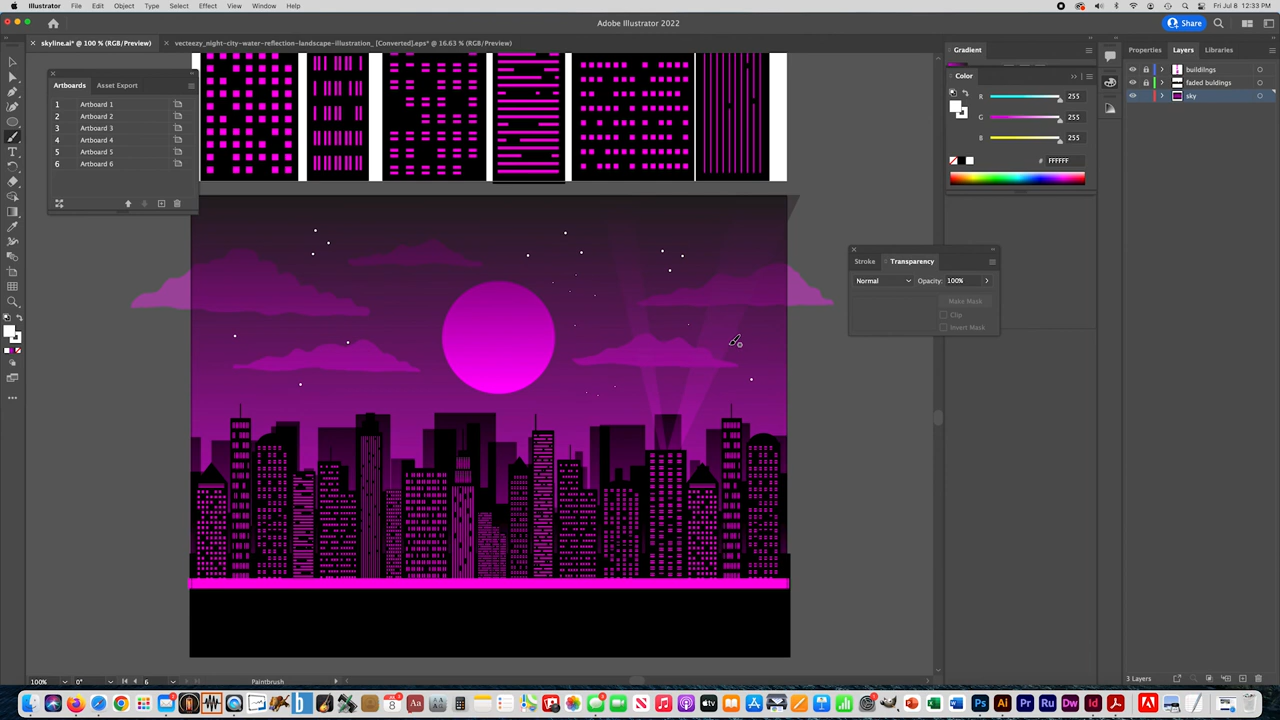 Illustrator File Edit Object Type Select Effect View Window Help
Fri Jul 8 12:33 PM
Adobe Illustrator 2022
Share
skyline.ai* @ 100 % (RGB/Preview)
vecteezy_night-city-water-reflection-landscape-illustration_ [Converted].eps* @ 16.63 % (RGB/Preview)
Artboards Asset Export
1 Artboard 1
2 Artboard 2
3 Artboard 3
4 Artboard 4
5 Artboard 5
6 Artboard 6
Gradient
Color
R 255
G 255
B 255
# FFFFFF
Properties Layers Libraries
buildings
faded buldings
sky
Stroke Transparency
Normal Opacity: 100%
Make Mask
Clip
Invert Mask
3 Layers
100% 0° 6 Paintbrush